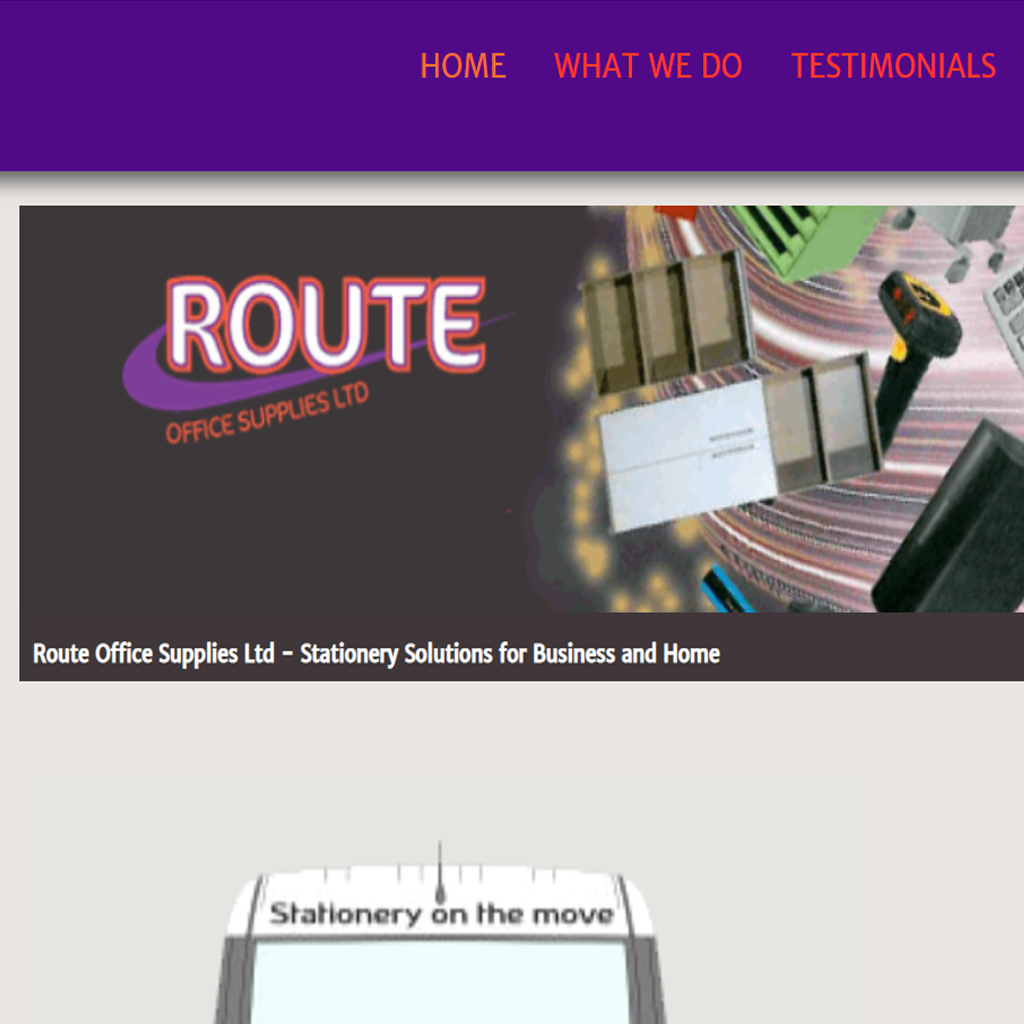 HOME WHAT WE DO TESTIMONIALS
ROUTE
OFFICE SUPPLIES LTD
Route Office Supplies Ltd - Stationery Solutions for Business and Home
Stationery on the move